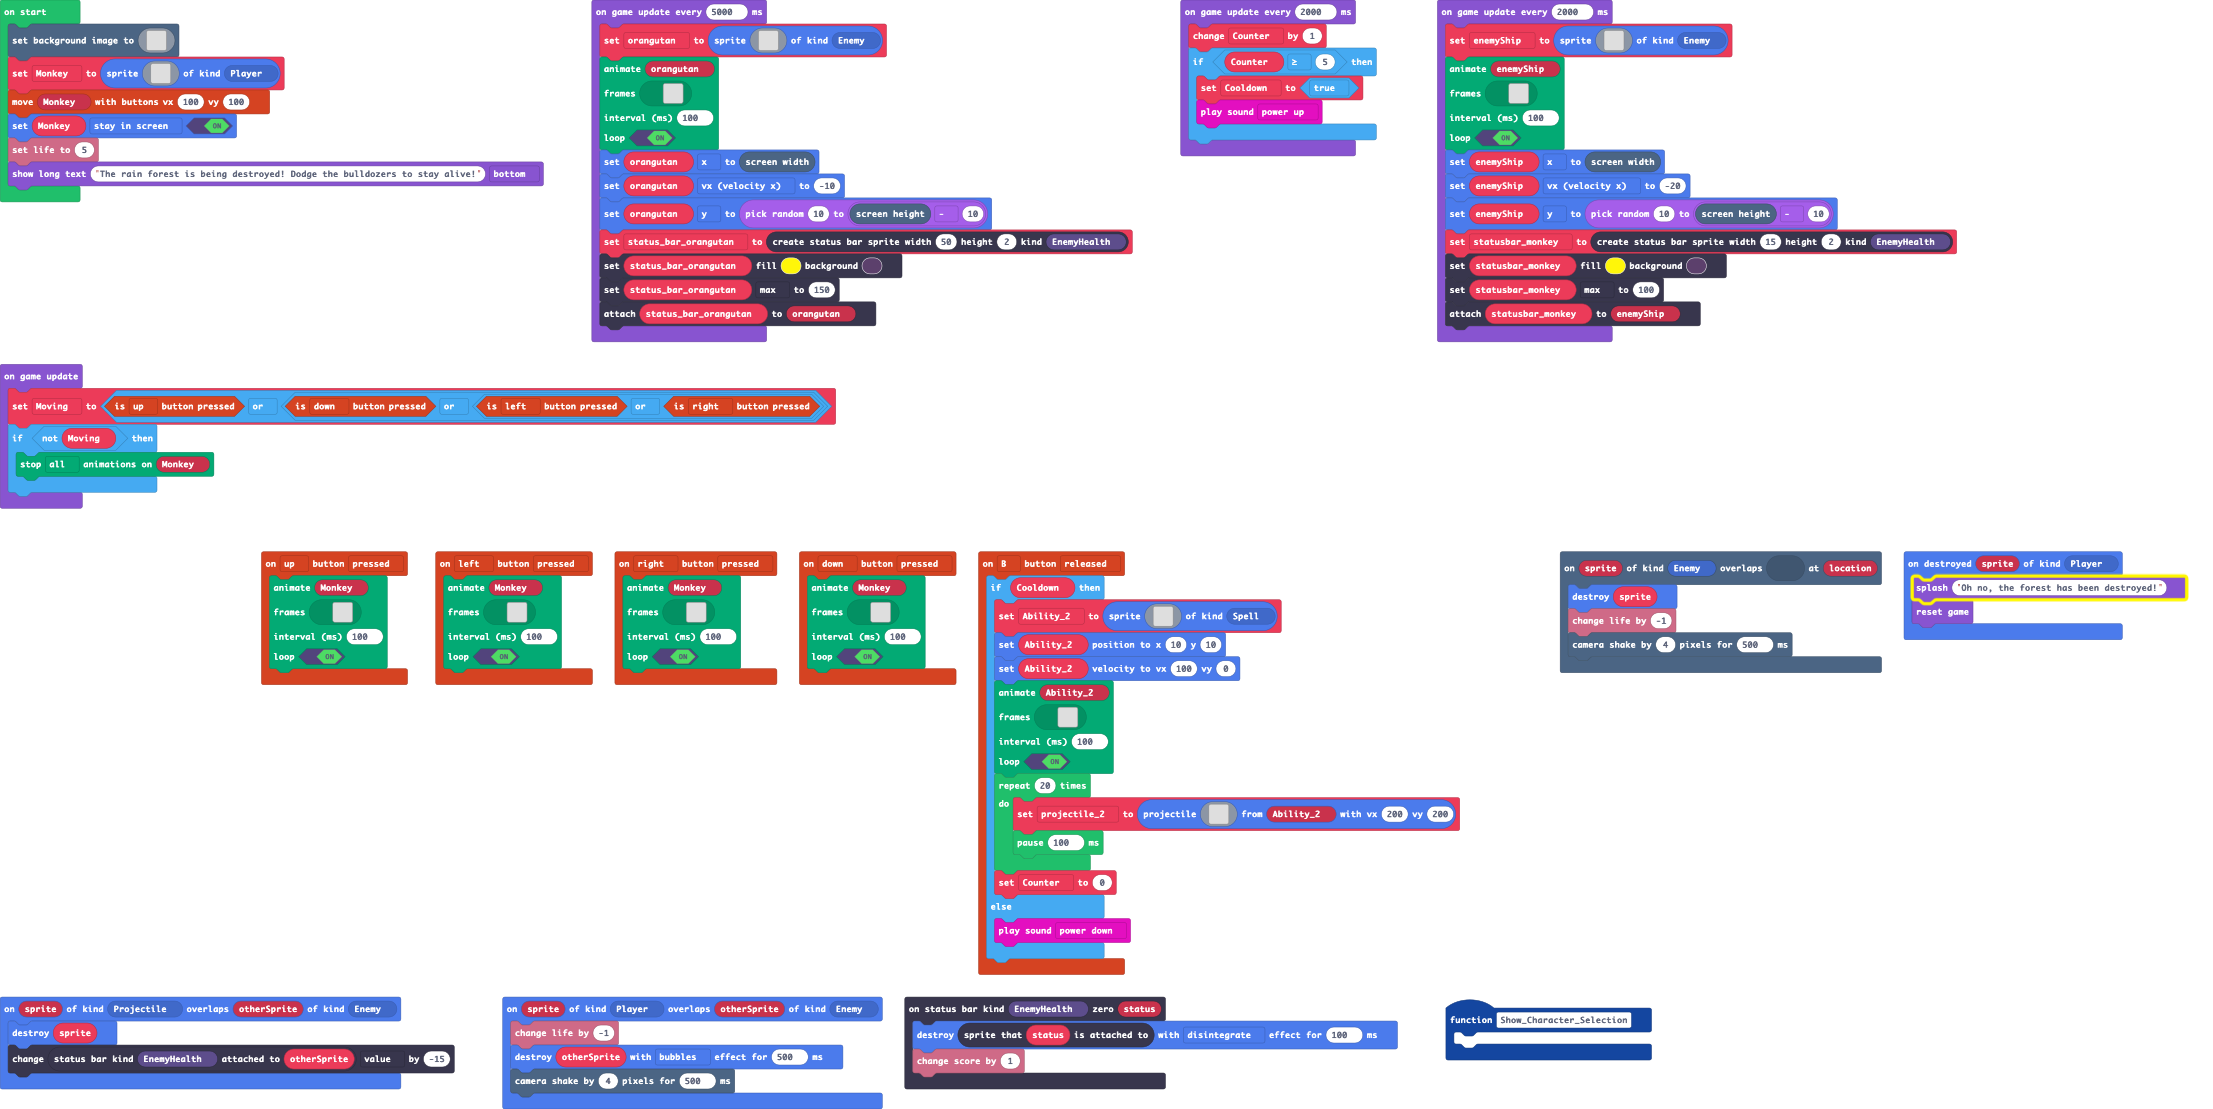 on start
set background image to
set Monkey to sprite of kind Player
move Monkey with buttons vx 100 vy 100
set Monkey stay in screen ON
set life to 5
show long text "The rain forest is being destroyed! Dodge the bulldozers to stay alive!" bottom
on game update every 5000 ms
set orangutan to sprite of kind Enemy
animate orangutan
frames
interval (ms) 100
loop ON
set orangutan x to screen width
set orangutan vx (velocity x) to -10
set orangutan y to pick random 10 to screen height - 10
set status_bar_orangutan to create status bar sprite width 50 height 2 kind EnemyHealth
set status_bar_orangutan fill background
set status_bar_orangutan max to 150
attach status_bar_orangutan to orangutan
on game update every 2000 ms
change Counter by 1
if Counter ≥ 5 then
set Cooldown to true
play sound power up
on game update every 2000 ms
set enemyShip to sprite of kind Enemy
animate enemyShip
frames
interval (ms) 100
loop ON
set enemyShip x to screen width
set enemyShip vx (velocity x) to -20
set enemyShip y to pick random 10 to screen height - 10
set statusbar_monkey to create status bar sprite width 15 height 2 kind EnemyHealth
set statusbar_monkey fill background
set statusbar_monkey max to 100
attach statusbar_monkey to enemyShip
on game update
set Moving to is up button pressed or is down button pressed or is left button pressed or is right button pressed
if not Moving then
stop all animations on Monkey
on up button pressed
animate Monkey
frames
interval (ms) 100
loop ON
on left button pressed
animate Monkey
frames
interval (ms) 100
loop ON
on right button pressed
animate Monkey
frames
interval (ms) 100
loop ON
on down button pressed
animate Monkey
frames
interval (ms) 100
loop ON
on B button released
if Cooldown then
set Ability_2 to sprite of kind Spell
set Ability_2 position to x 10 y 10
set Ability_2 velocity to vx 100 vy 0
animate Ability_2
frames
interval (ms) 100
loop ON
repeat 20 times
do
set projectile_2 to projectile from Ability_2 with vx 200 vy 200
pause 100 ms
set Counter to 0
else
play sound power down
on sprite of kind Enemy overlaps at location
destroy sprite
change life by -1
camera shake by 4 pixels for 500 ms
on destroyed sprite of kind Player
splash "Oh no, the forest has been destroyed!"
reset game
on sprite of kind Projectile overlaps otherSprite of kind Enemy
destroy sprite
change status bar kind EnemyHealth attached to otherSprite value by -15
on sprite of kind Player overlaps otherSprite of kind Enemy
change life by -1
destroy otherSprite with bubbles effect for 500 ms
camera shake by 4 pixels for 500 ms
on status bar kind EnemyHealth zero status
destroy sprite that status is attached to with disintegrate effect for 100 ms
change score by 1
function Show_Character_Selection